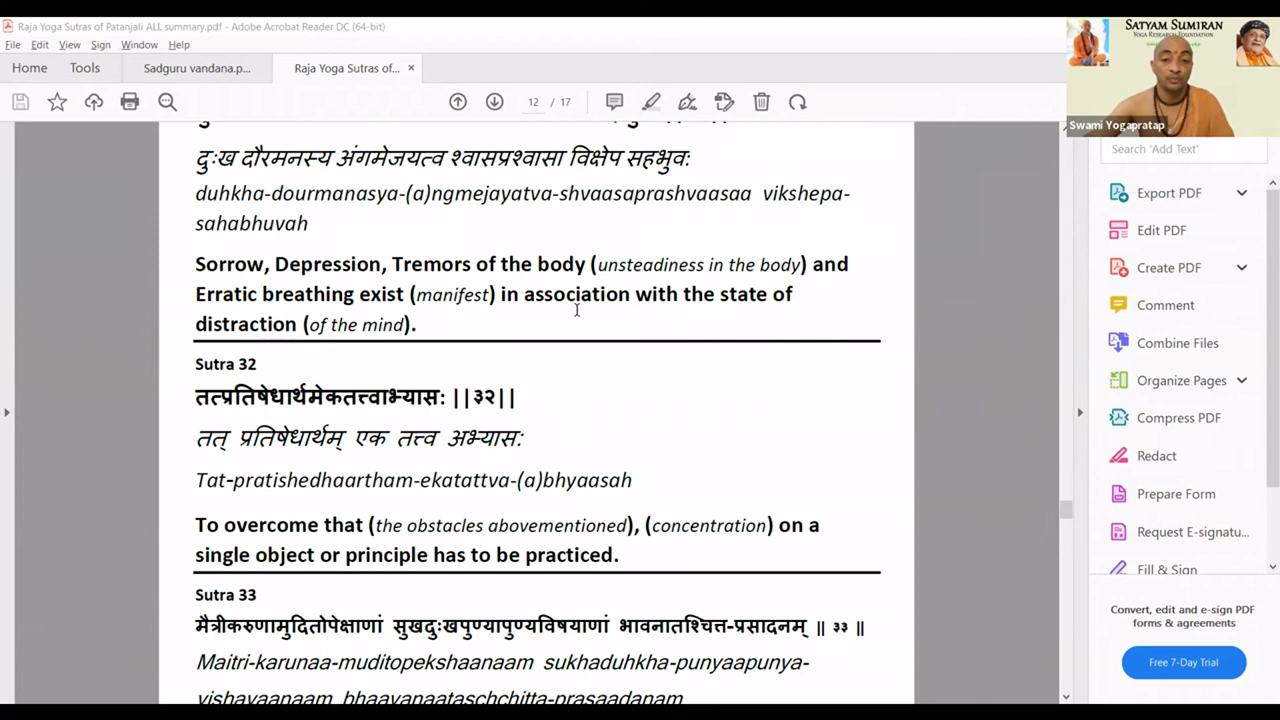 Raja Yoga Sutras of Patanjali ALL summary.pdf - Adobe Acrobat Reader DC (64-bit)
File Edit View Sign Window Help
Home Tools Sadguru vandana.p... Raja Yoga Sutras of... ×
12 / 17
SATYAM SUMIRAN
YOGA RESEARCH FOUNDATION
Swami Yogapratap
दुःख दौरमनस्य अंगमेजयत्व श्वासप्रश्वासा विक्षेप सहभुवः
duhkha-dourmanasya-(a)ngmejayatva-shvaasaprashvaasaa vikshepa-
sahabhuvah
Sorrow, Depression, Tremors of the body (unsteadiness in the body) and
Erratic breathing exist (manifest) in association with the state of
distraction (of the mind).
Sutra 32
तत्प्रतिषेधार्थमेकतत्त्वाभ्यासः ||३२||
तत् प्रतिषेधार्थम् एक तत्त्व अभ्यासः
Tat-pratishedhaartham-ekatattva-(a)bhyaasah
To overcome that (the obstacles abovementioned), (concentration) on a
single object or principle has to be practiced.
Sutra 33
मैत्रीकरुणामुदितोपेक्षाणां सुखदुःखपुण्यापुण्यविषयाणां भावनातश्चित्त-प्रसादनम् ॥ ३३ ॥
Maitri-karunaa-muditopekshaanaam sukhaduhkha-punyaapunya-
vishayaanaam bhaavanaataschchitta-prasaadanam
Search 'Add Text'
Export PDF
Edit PDF
Create PDF
Comment
Combine Files
Organize Pages
Compress PDF
Redact
Prepare Form
Request E-signatu...
Fill & Sign
Convert, edit and e-sign PDF
forms & agreements
Free 7-Day Trial